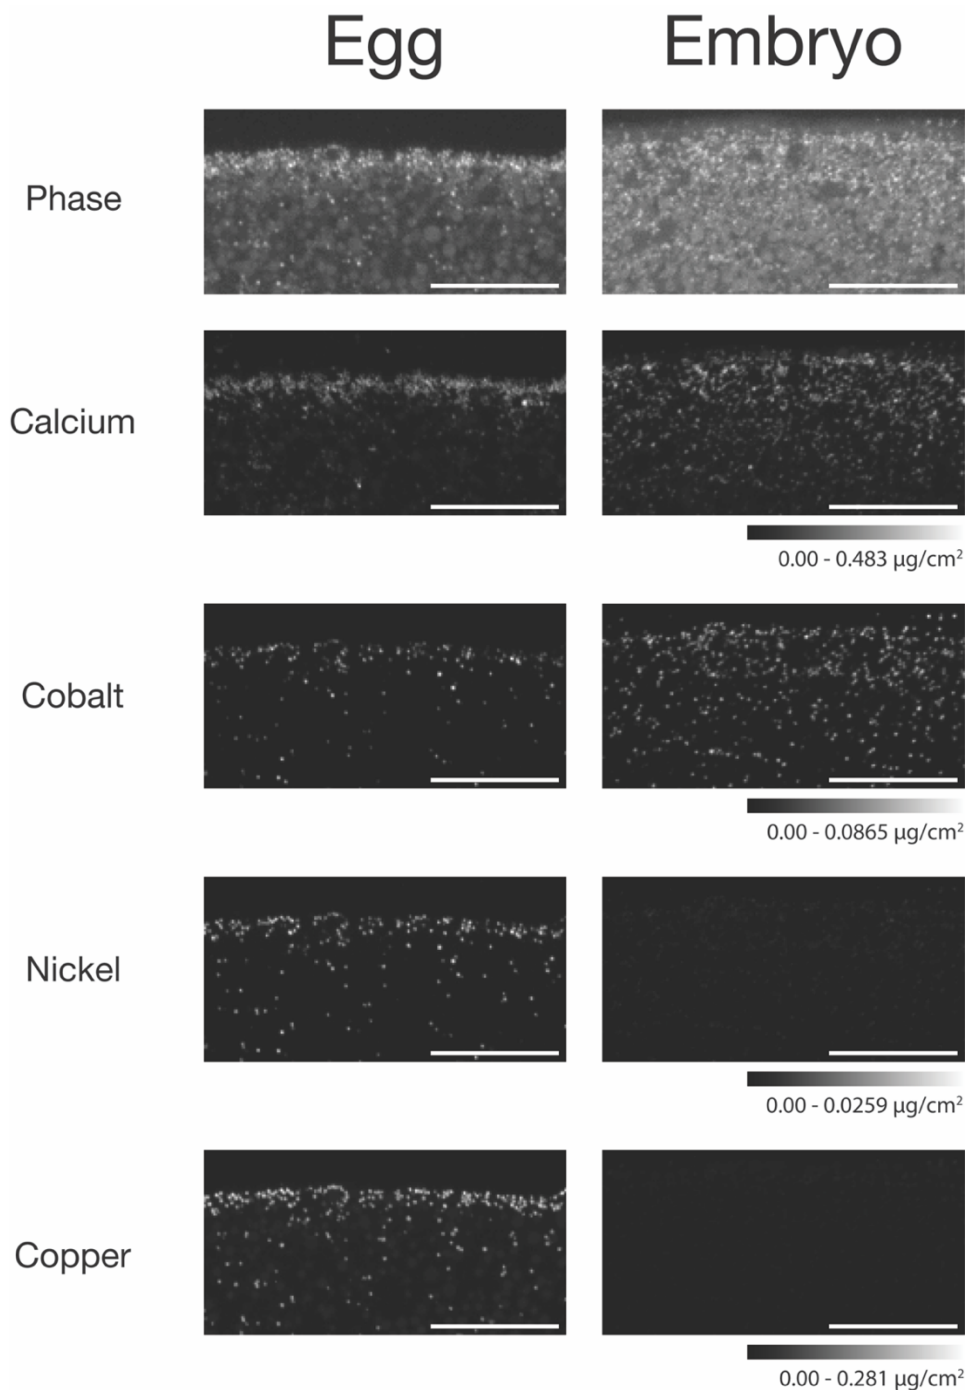 Egg Embryo
Phase
Calcium
0.00 - 0.483 µg/cm²
Cobalt
0.00 - 0.0865 µg/cm²
Nickel
0.00 - 0.0259 µg/cm²
Copper
0.00 - 0.281 µg/cm²